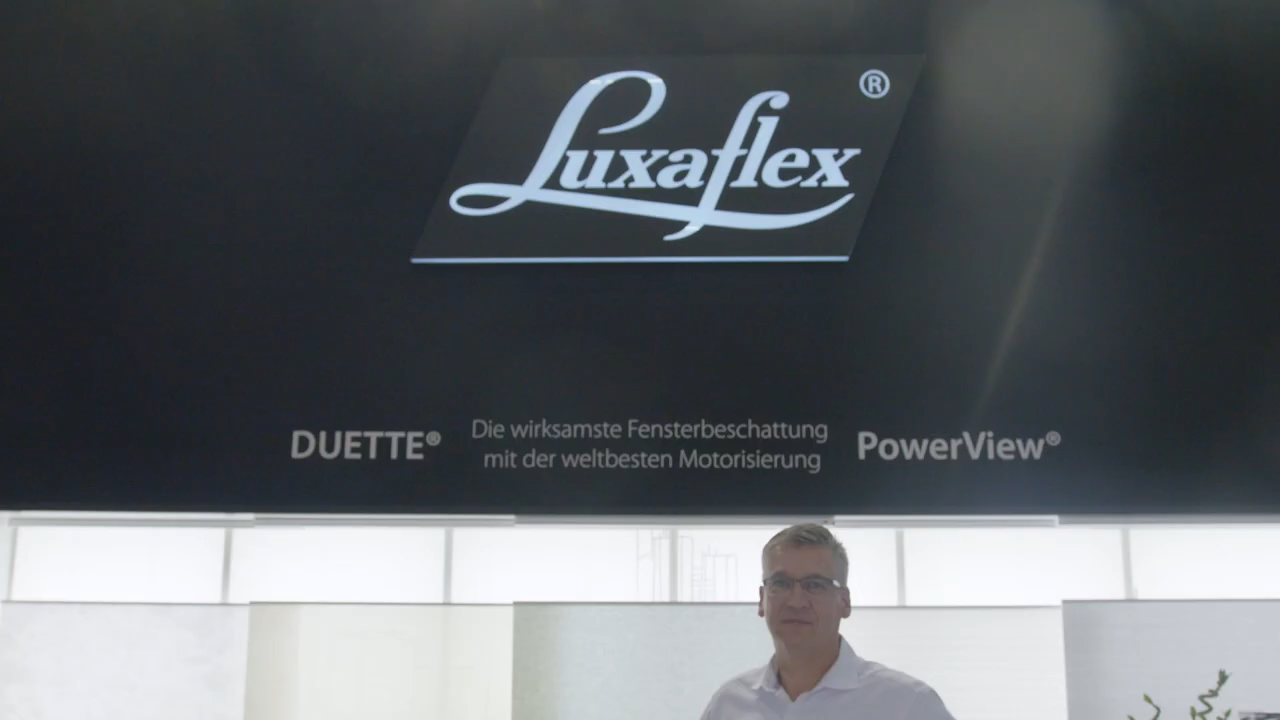 Luxaflex®
DUETTE® Die wirksamste Fensterbeschattung PowerView®
mit der weltbesten Motorisierung